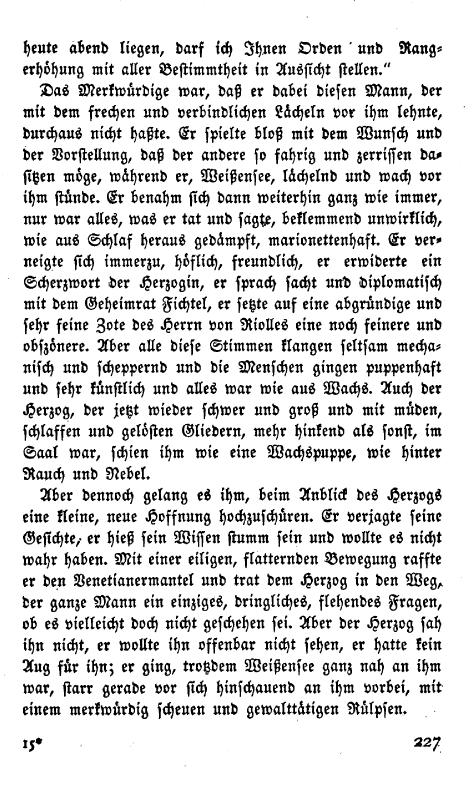 heute abend liegen, darf ich Ihnen Orden und Rang-
erhöhung mit aller Bestimmtheit in Aussicht stellen.“
Das Merkwürdige war, daß er dabei diesen Mann, der
mit dem frechen und verbindlichen Lächeln vor ihm lehnte,
durchaus nicht haßte. Er spielte bloß mit dem Wunsch und
der Vorstellung, daß der andere so fahrig und zerrissen da-
sitzen möge, während er, Weißensee, lächelnd und wach vor
ihm stünde. Er benahm sich dann weiterhin ganz wie immer,
nur war alles, was er tat und sagte, beklemmend unwirklich,
wie aus Schlaf heraus gedämpft, marionettenhaft. Er ver-
neigte sich immerzu, höflich, freundlich, er erwiderte ein
Scherzwort der Herzogin, er sprach sacht und diplomatisch
mit dem Geheimrat Fichtel, er setzte auf eine abgründige und
sehr feine Zote des Herrn von Riolles eine noch feinere und
obszönere. Aber alle diese Stimmen klangen seltsam mecha-
nisch und scheppernd und die Menschen gingen puppenhaft
und sehr künstlich und alles war wie aus Wachs. Auch der
Herzog, der jetzt wieder schwer und groß und mit müden,
schlaffen und gelösten Gliedern, mehr hinkend als sonst, im
Saal war, schien ihm wie eine Wachspuppe, wie hinter
Rauch und Nebel.
Aber dennoch gelang es ihm, beim Anblick des Herzogs
eine kleine, neue Hoffnung hochzuschüren. Er verjagte seine
Gesichte, er hieß sein Wissen stumm sein und wollte es nicht
wahr haben. Mit einer eiligen, flatternden Bewegung raffte
er den Venetianermantel und trat dem Herzog in den Weg,
der ganze Mann ein einziges, dringliches, flehendes Fragen,
ob es vielleicht doch nicht geschehen sei. Aber der Herzog sah
ihn nicht, er wollte ihn offenbar nicht sehen, er hatte kein
Aug für ihn; er ging, trotzdem Weißensee ganz nah an ihm
war, starr gerade vor sich hinschauend an ihm vorbei, mit
einem merkwürdig scheuen und gewalttätigen Rülpsen.
15* 227